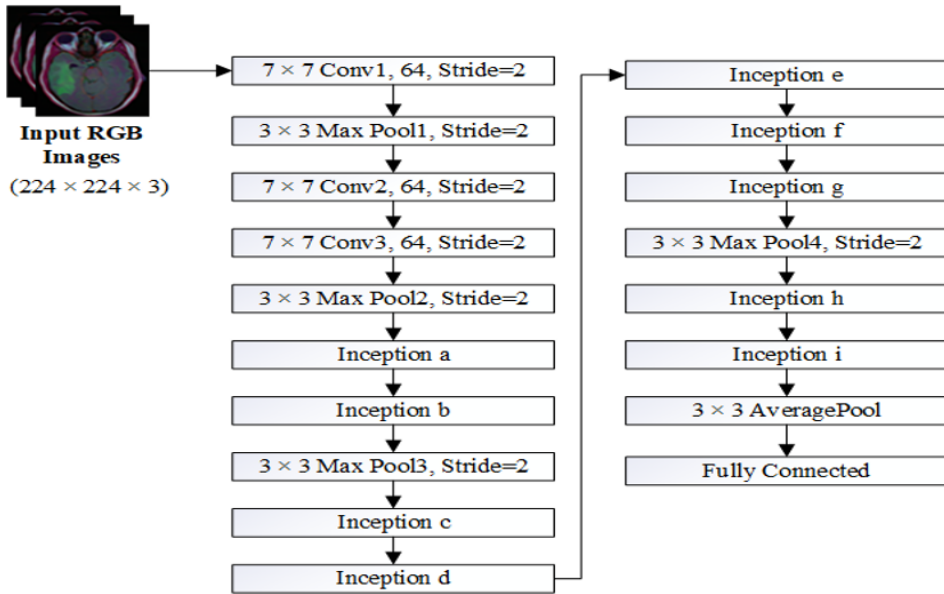 Input RGB
Images
(224 × 224 × 3)
7 × 7 Conv1, 64, Stride=2
3 × 3 Max Pool1, Stride=2
7 × 7 Conv2, 64, Stride=2
7 × 7 Conv3, 64, Stride=2
3 × 3 Max Pool2, Stride=2
Inception a
Inception b
3 × 3 Max Pool3, Stride=2
Inception c
Inception d
Inception e
Inception f
Inception g
3 × 3 Max Pool4, Stride=2
Inception h
Inception i
3 × 3 AveragePool
Fully Connected